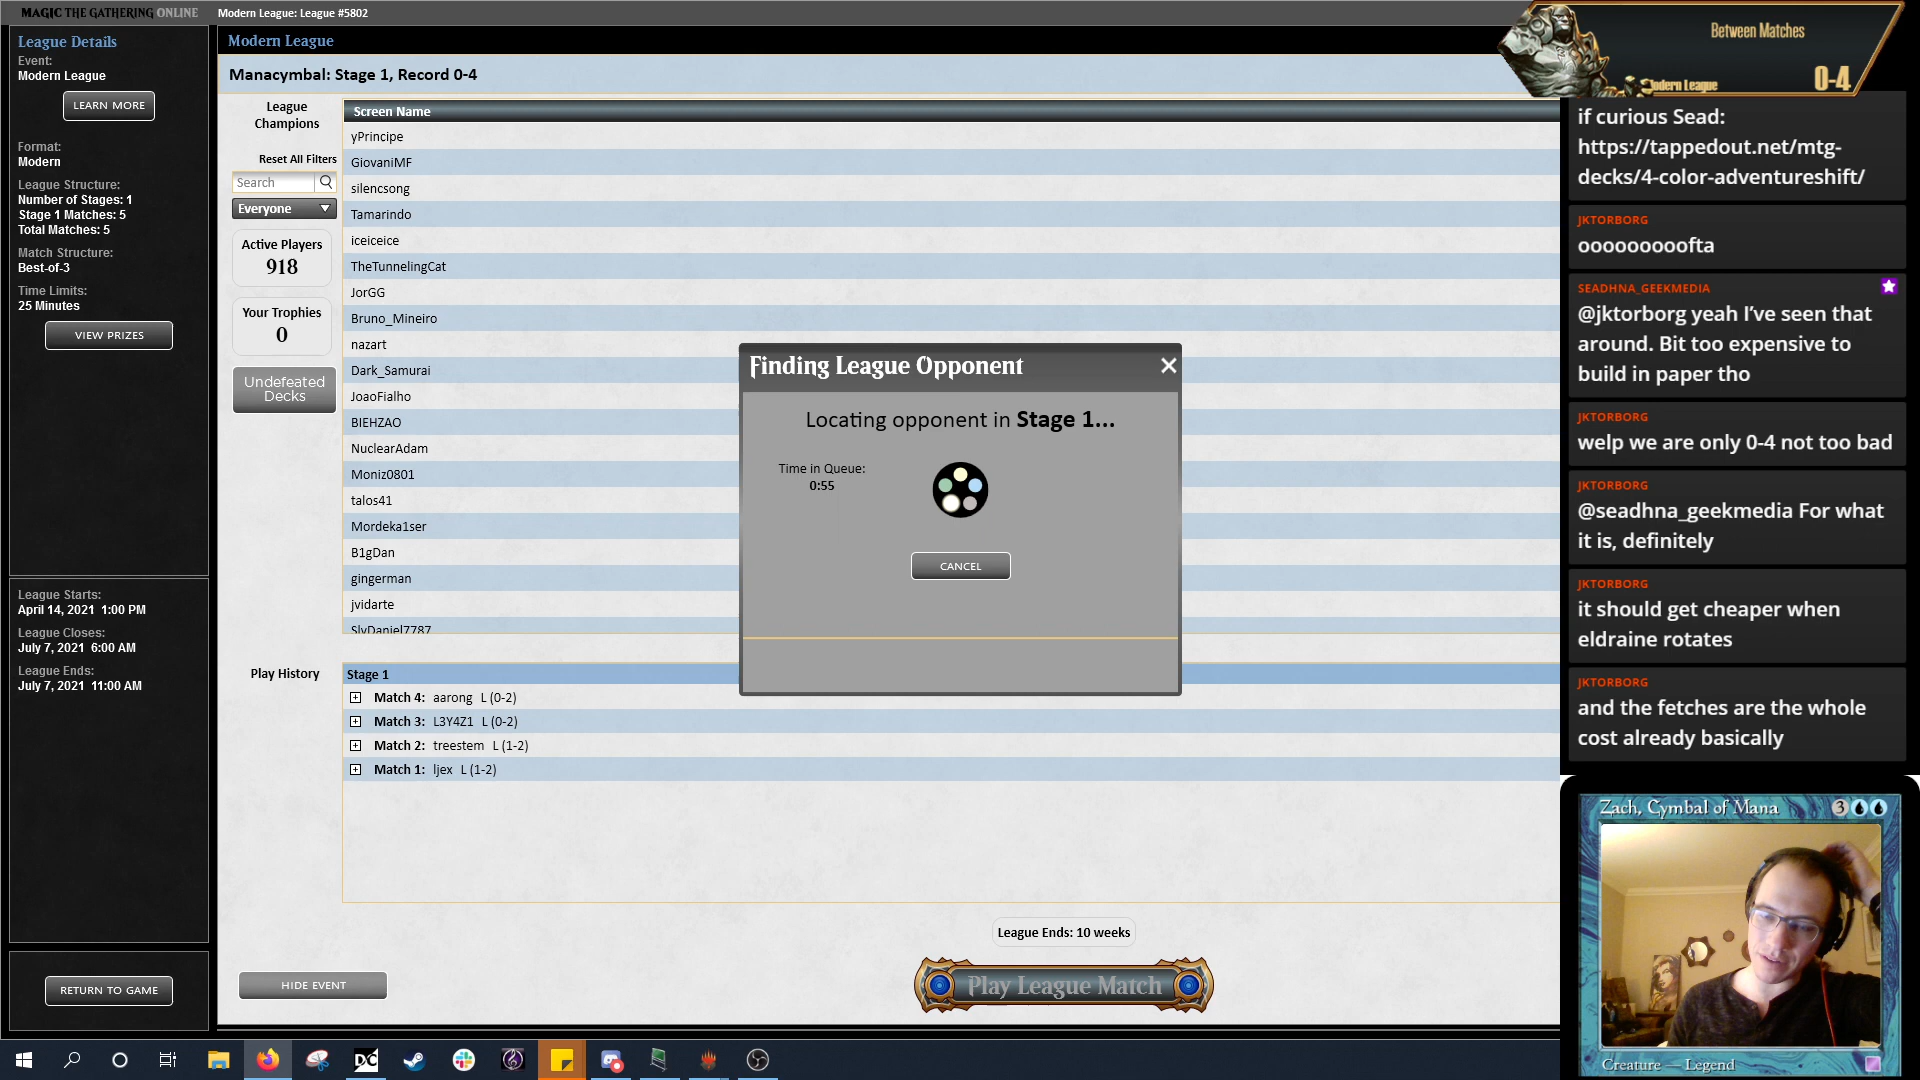 MAGIC THE GATHERING ONLINE
Modern League: League #5802
League Details
Event:
Modern League
LEARN MORE
Format:
Modern
League Structure:
Number of Stages: 1
Stage 1 Matches: 5
Total Matches: 5
Match Structure:
Best-of-3
Time Limits:
25 Minutes
VIEW PRIZES
League Starts:
April 14, 2021 1:00 PM
League Closes:
July 7, 2021 6:00 AM
League Ends:
July 7, 2021 11:00 AM
RETURN TO GAME
Modern League
Manacymbal: Stage 1, Record 0-4
League
Champions
Reset All Filters
Search
Everyone
Active Players
918
Your Trophies
0
Undefeated
Decks
Screen Name
yPrincipe
GiovaniMF
silencsong
Tamarindo
iceiceice
TheTunnelingCat
JorGG
Bruno_Mineiro
nazart
Dark_Samurai
JoaoFialho
BIEHZAO
NuclearAdam
Moniz0801
talos41
Mordeka1ser
B1gDan
gingerman
jvidarte
SlyDaniel7787
Finding League Opponent
Locating opponent in Stage 1...
Time in Queue:
0:55
CANCEL
Play History
Stage 1
Match 4: aarong L (0-2)
Match 3: L3Y4Z1 L (0-2)
Match 2: treestem L (1-2)
Match 1: ljex L (1-2)
League Ends: 10 weeks
HIDE EVENT
Play League Match
Between Matches
Modern League
0-4
if curious Sead:
https://tappedout.net/mtg-
decks/4-color-adventureshift/
JKTORBORG
ooooooooofta
SEADHNA_GEEKMEDIA
@jktorborg yeah I've seen that
around. Bit too expensive to
build in paper tho
JKTORBORG
welp we are only 0-4 not too bad
JKTORBORG
@seadhna_geekmedia For what
it is, definitely
JKTORBORG
it should get cheaper when
eldraine rotates
JKTORBORG
and the fetches are the whole
cost already basically
Zach, Cymbal of Mana
3
Creature — Legend
DC